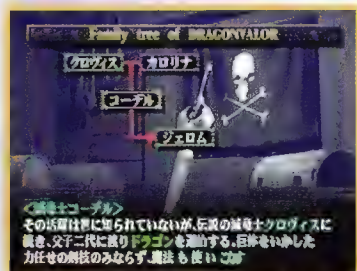 Family tree of DRAGONVALOR
クロヴィス カロリナ
コーデル
ジェロム
<滅竜士コーデル>
その活躍は世に知られていないが、伝説の滅竜士クロヴィスに
続き、父子二代に渡りドラゴンを退治する。巨体をいかした
力任せの剣技のみならず、魔法も使いこなす